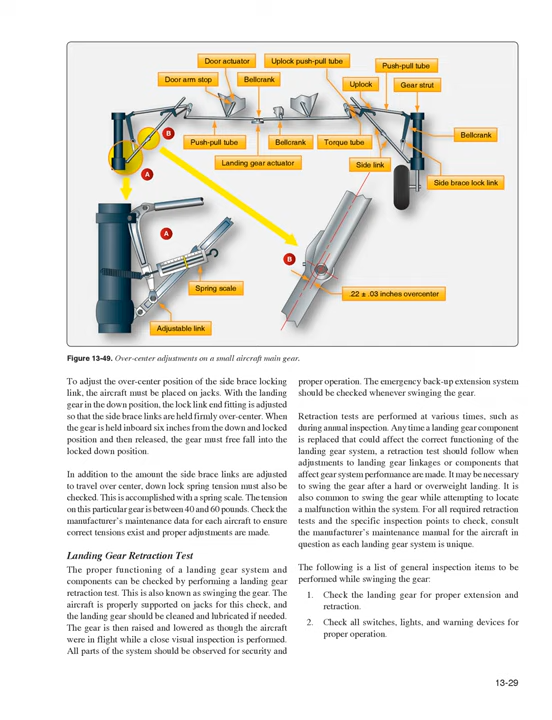 Door actuator
Uplock push-pull tube
Push-pull tube
Door arm stop
Bellcrank
Uplock
Gear strut
B
Bellcrank
Push-pull tube
Bellcrank
Torque tube
Landing gear actuator
Side link
A
Side brace lock link
A
B
Spring scale
.22 ± .03 inches overcenter
Adjustable link
Figure 13-49. Over-center adjustments on a small aircraft main gear.
To adjust the over-center position of the side brace locking
link, the aircraft must be placed on jacks. With the landing
gear in the down position, the lock link end fitting is adjusted
so that the side brace links are held firmly over-center. When
the gear is held inboard six inches from the down and locked
position and then released, the gear must free fall into the
locked down position.
In addition to the amount the side brace links are adjusted
to travel over center, down lock spring tension must also be
checked. This is accomplished with a spring scale. The tension
on this particular gear is between 40 and 60 pounds. Check the
manufacturer's maintenance data for each aircraft to ensure
correct tensions exist and proper adjustments are made.
Landing Gear Retraction Test
The proper functioning of a landing gear system and
components can be checked by performing a landing gear
retraction test. This is also known as swinging the gear. The
aircraft is properly supported on jacks for this check, and
the landing gear should be cleaned and lubricated if needed.
The gear is then raised and lowered as though the aircraft
were in flight while a close visual inspection is performed.
All parts of the system should be observed for security and
proper operation. The emergency back-up extension system
should be checked whenever swinging the gear.
Retraction tests are performed at various times, such as
during annual inspection. Any time a landing gear component
is replaced that could affect the correct functioning of the
landing gear system, a retraction test should follow when
adjustments to landing gear linkages or components that
affect gear system performance are made. It may be necessary
to swing the gear after a hard or overweight landing. It is
also common to swing the gear while attempting to locate
a malfunction within the system. For all required retraction
tests and the specific inspection points to check, consult
the manufacturer's maintenance manual for the aircraft in
question as each landing gear system is unique.
The following is a list of general inspection items to be
performed while swinging the gear:
1. Check the landing gear for proper extension and
retraction.
2. Check all switches, lights, and warning devices for
proper operation.
13-29